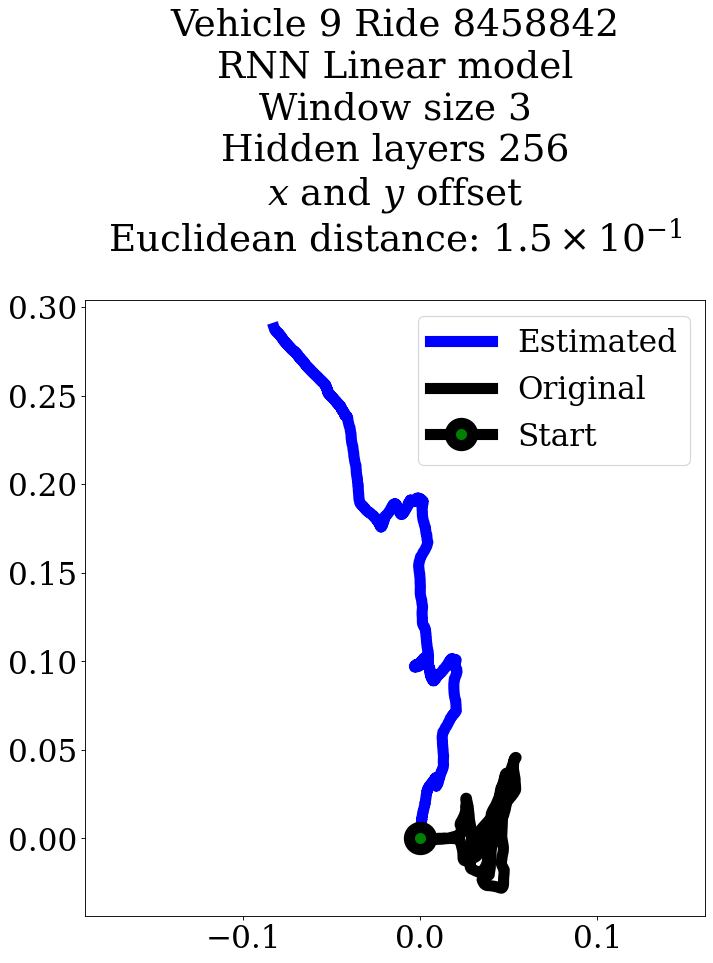 Vehicle 9 Ride 8458842
RNN Linear model
Window size 3
Hidden layers 256
x and y offset
Euclidean distance: 1.5 × 10⁻¹
0.30
0.25
0.20
0.15
0.10
0.05
0.00
Estimated
Original
Start
−0.1 0.0 0.1